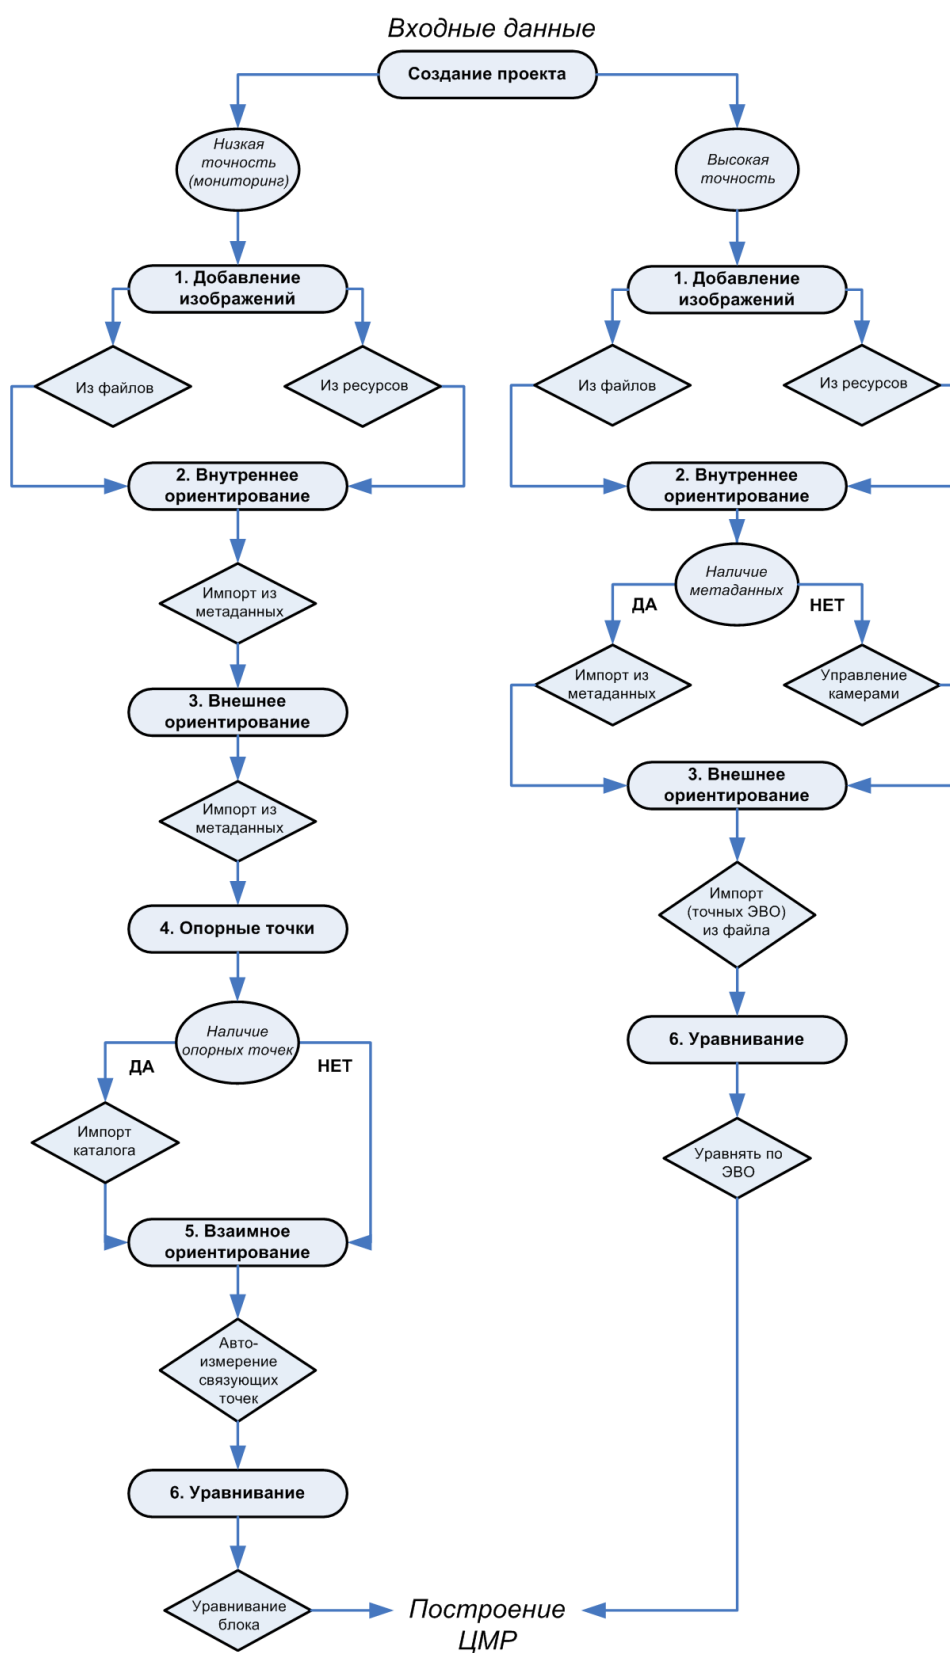 Входные данные
Создание проекта
Низкая
точность
(мониторинг)
1. Добавление
изображений
Из файлов
Из ресурсов
2. Внутреннее
ориентирование
Импорт из
метаданных
3. Внешнее
ориентирование
Импорт из
метаданных
4. Опорные точки
Наличие
опорных точек
ДА
НЕТ
Импорт
каталога
5. Взаимное
ориентирование
Авто-
измерение
связующих
точек
6. Уравнивание
Уравнивание
блока
Высокая
точность
1. Добавление
изображений
Из файлов
Из ресурсов
2. Внутреннее
ориентирование
Наличие
метаданных
ДА
НЕТ
Импорт из
метаданных
Управление
камерами
3. Внешнее
ориентирование
Импорт
(точных ЭВО)
из файла
6. Уравнивание
Уравнять по
ЭВО
Построение
ЦМР